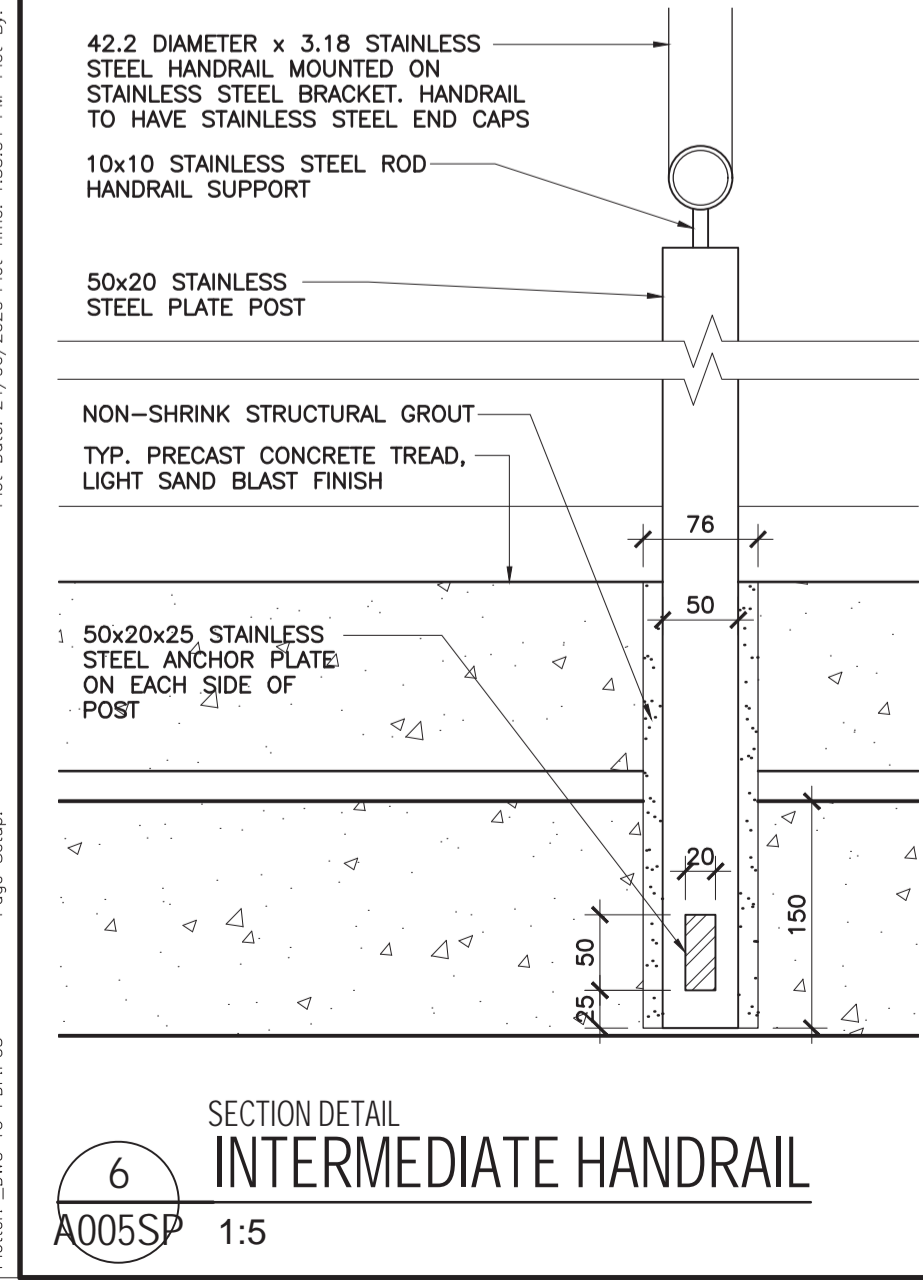 42.2 DIAMETER x 3.18 STAINLESS
STEEL HANDRAIL MOUNTED ON
STAINLESS STEEL BRACKET. HANDRAIL
TO HAVE STAINLESS STEEL END CAPS
10x10 STAINLESS STEEL ROD
HANDRAIL SUPPORT
50x20 STAINLESS
STEEL PLATE POST
NON-SHRINK STRUCTURAL GROUT
TYP. PRECAST CONCRETE TREAD,
LIGHT SAND BLAST FINISH
76
50
50x20x25 STAINLESS
STEEL ANCHOR PLATE
ON EACH SIDE OF
POST
20
50
25
150
SECTION DETAIL
INTERMEDIATE HANDRAIL
6
A005SP
1:5